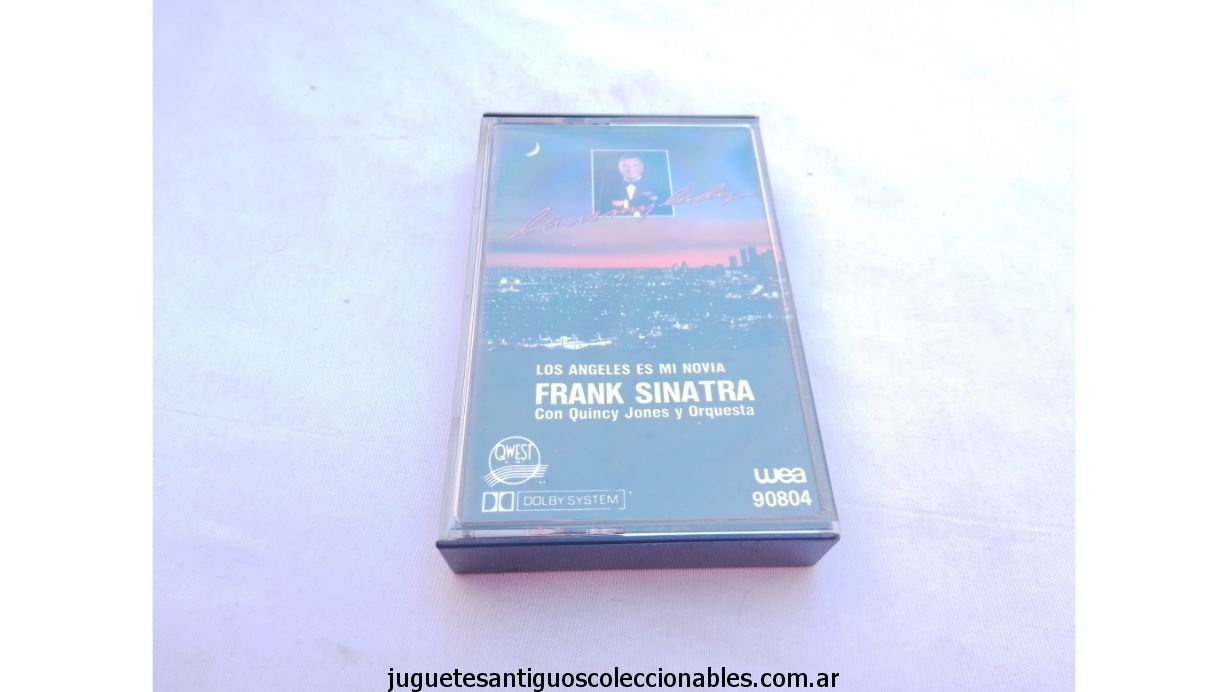 L.A. is my lady
LOS ANGELES ES MI NOVIA
FRANK SINATRA
Con Quincy Jones y Orquesta
QWEST
DOLBY SYSTEM
wea
90804
juguetesantiguoscoleccionables.com.ar